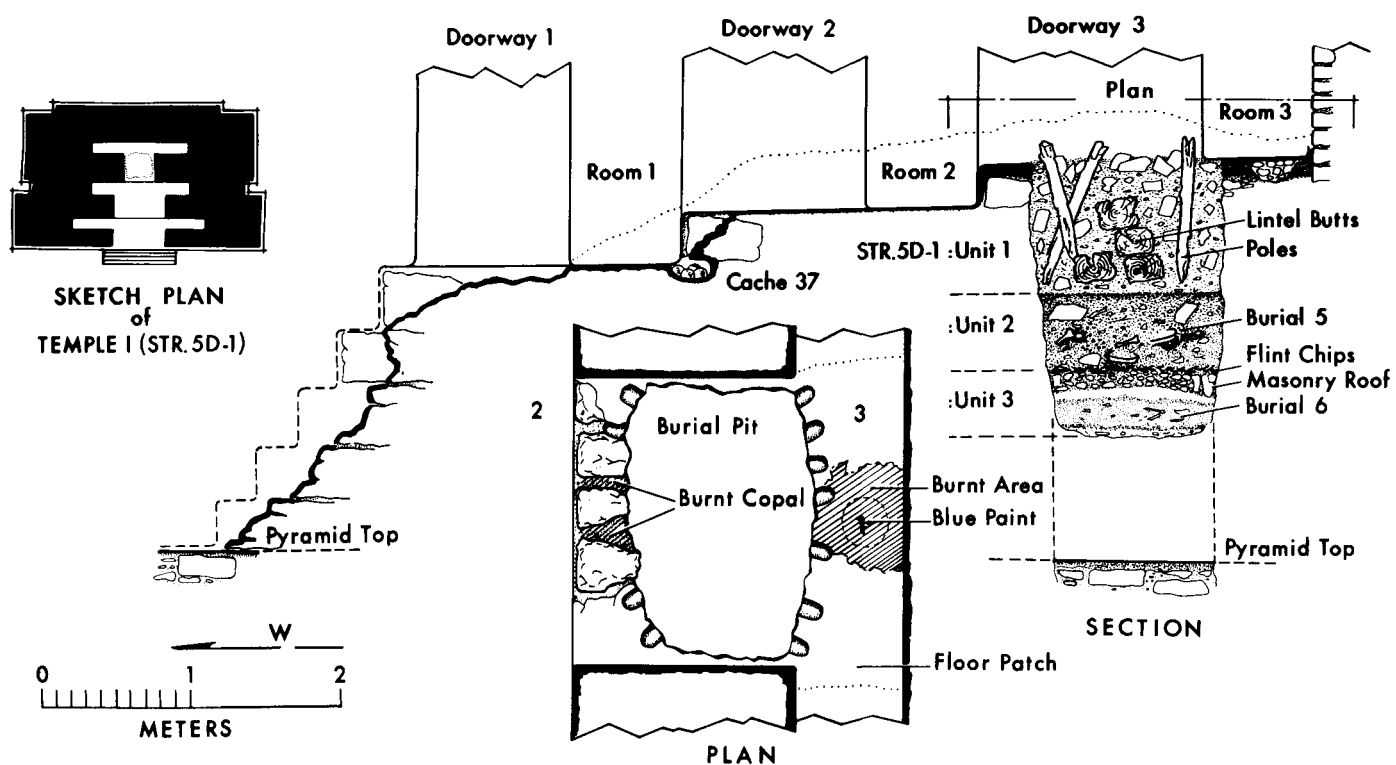 Doorway 1
Doorway 2
Doorway 3
Plan
Room 3
Room 1
Room 2
SKETCH PLAN
of
TEMPLE I (STR. 5D-1)
STR. 5D-1 :Unit 1
Lintel Butts
Poles
Cache 37
:Unit 2
Burial 5
Flint Chips
Masonry Roof
:Unit 3
Burial 6
2
Burial Pit
3
Burnt Copal
Burnt Area
Blue Paint
Pyramid Top
Pyramid Top
SECTION
W
0 1 2
METERS
Floor Patch
PLAN